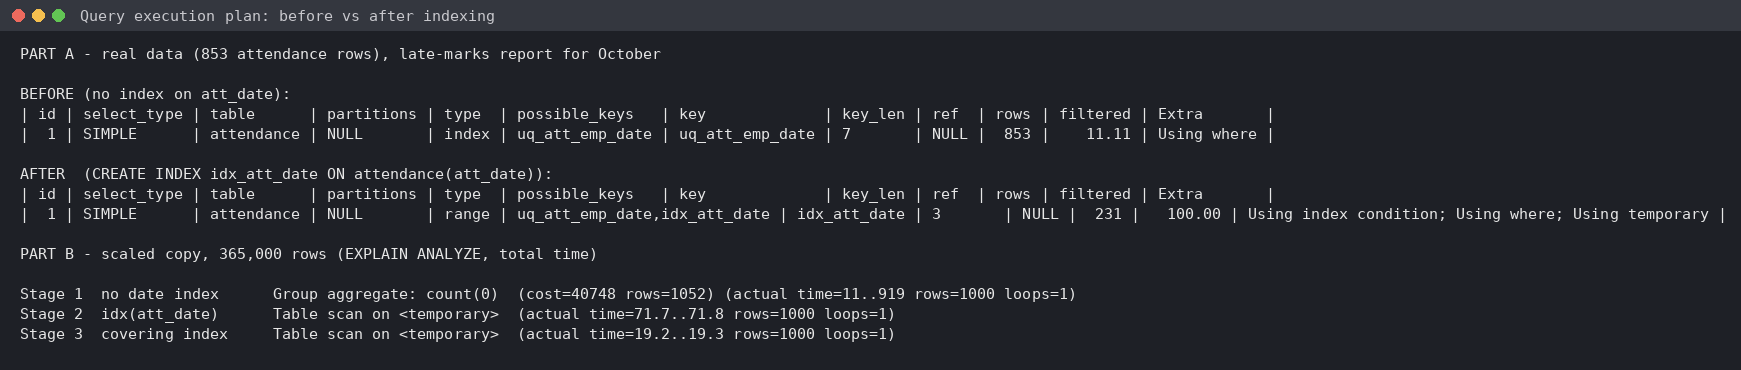 Query execution plan: before vs after indexing
PART A - real data (853 attendance rows), late-marks report for October
BEFORE (no index on att_date):
| id | select_type | table      | partitions | type  | possible_keys   | key             | key_len | ref  | rows | filtered | Extra       |
|  1 | SIMPLE      | attendance | NULL       | index | uq_att_emp_date | uq_att_emp_date | 7       | NULL |  853 |    11.11 | Using where |
AFTER  (CREATE INDEX idx_att_date ON attendance(att_date)):
| id | select_type | table      | partitions | type  | possible_keys   | key             | key_len | ref  | rows | filtered | Extra       |
|  1 | SIMPLE      | attendance | NULL       | range | uq_att_emp_date,idx_att_date | idx_att_date | 3       | NULL |  231 |   100.00 | Using index condition; Using where; Using temporary |
PART B - scaled copy, 365,000 rows (EXPLAIN ANALYZE, total time)
Stage 1  no date index      Group aggregate: count(0)  (cost=40748 rows=1052) (actual time=11..919 rows=1000 loops=1)
Stage 2  idx(att_date)      Table scan on <temporary>  (actual time=71.7..71.8 rows=1000 loops=1)
Stage 3  covering index     Table scan on <temporary>  (actual time=19.2..19.3 rows=1000 loops=1)